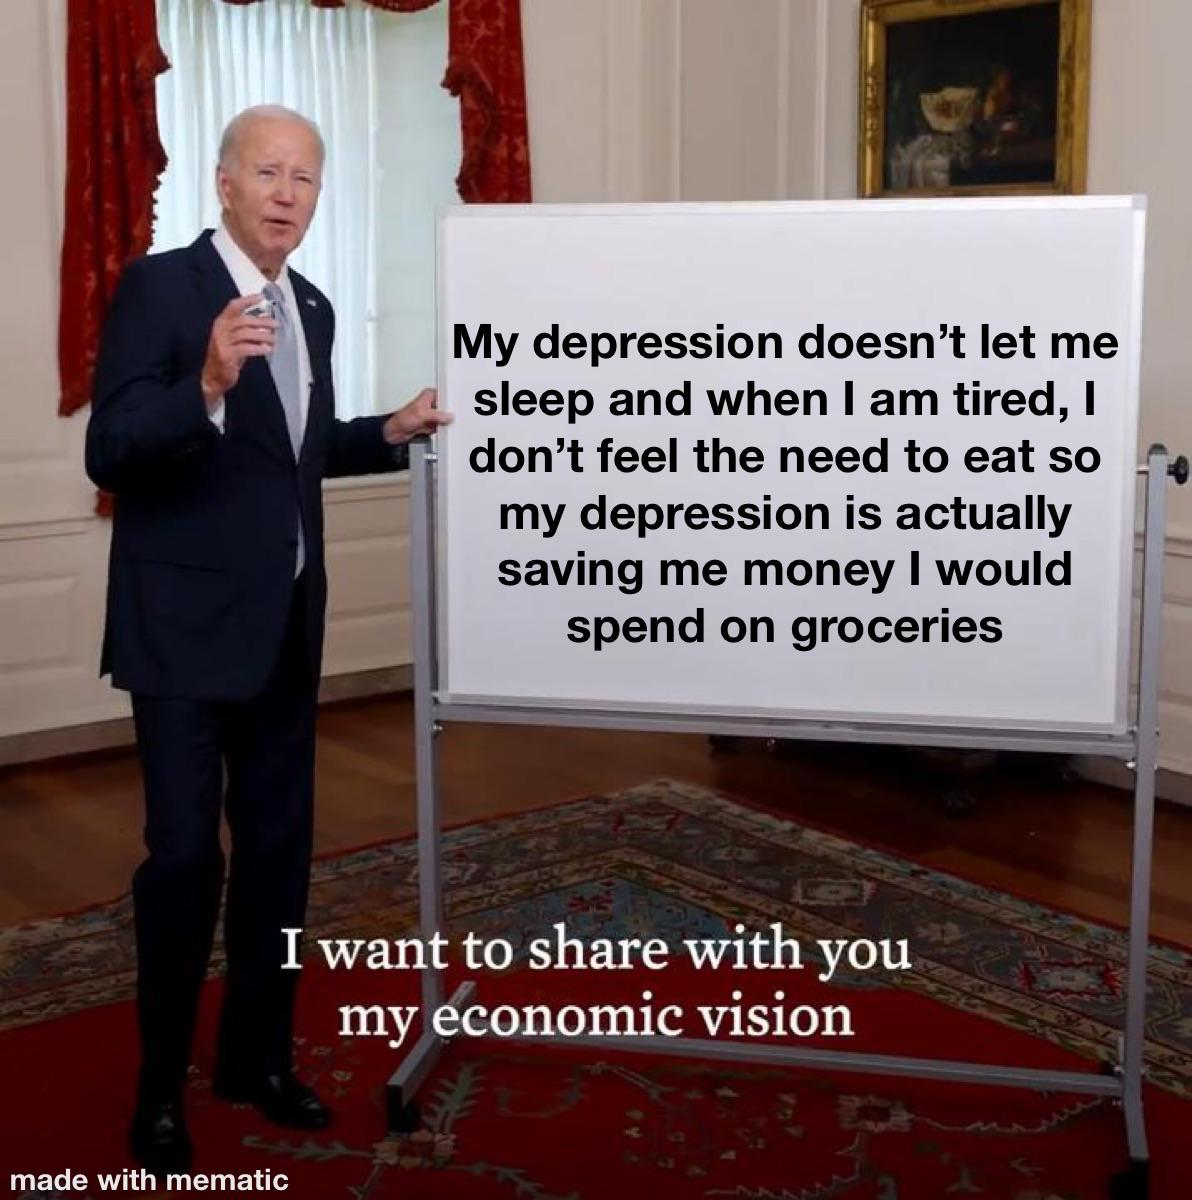 My depression doesn’t let me
sleep and when I am tired, I
don’t feel the need to eat so
my depression is actually
saving me money I would
spend on groceries
I want to share with you
my economic vision
made with mematic